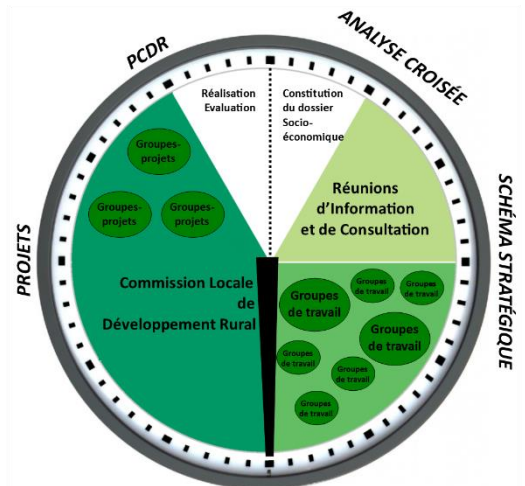 PCDR
ANALYSE CROISÉE
SCHÉMA STRATÉGIQUE
PROJETS
Réalisation
Evaluation
Constitution
du dossier
Socio-
économique
Réunions
d'Information
et de Consultation
Groupes-
projets
Groupes-
projets
Groupes-
projets
Commission Locale
de
Développement Rural
Groupes
de travail
Groupes
de travail
Groupes
de travail
Groupes
de travail
Groupes
de travail
Groupes
de travail
Groupes
de travail